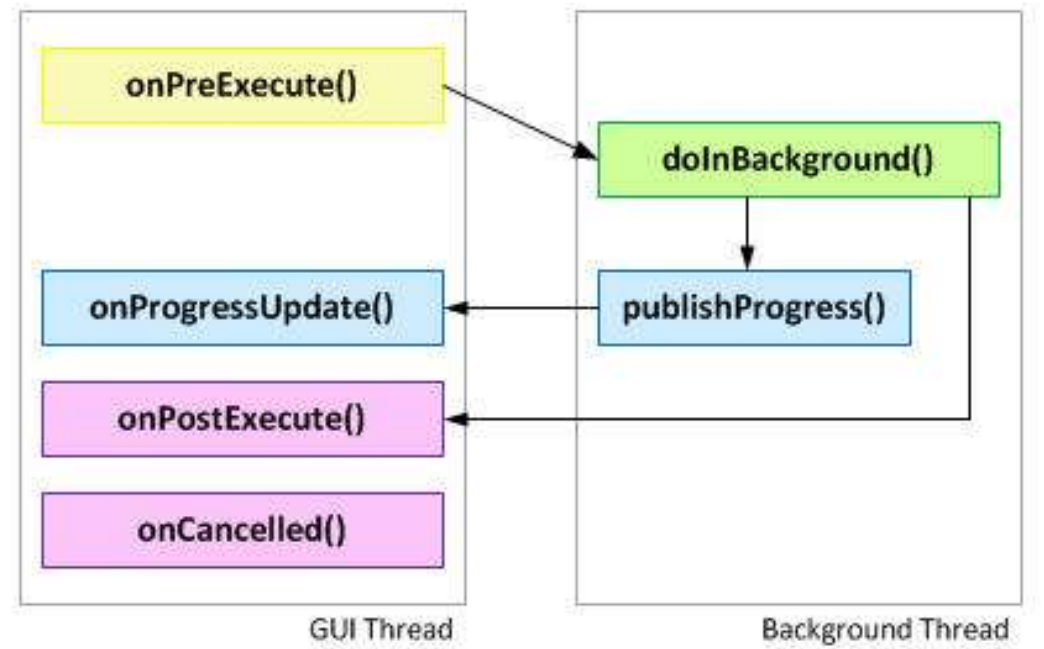 onPreExecute()
doInBackground()
onProgressUpdate()
publishProgress()
onPostExecute()
onCancelled()
GUI Thread
Background Thread